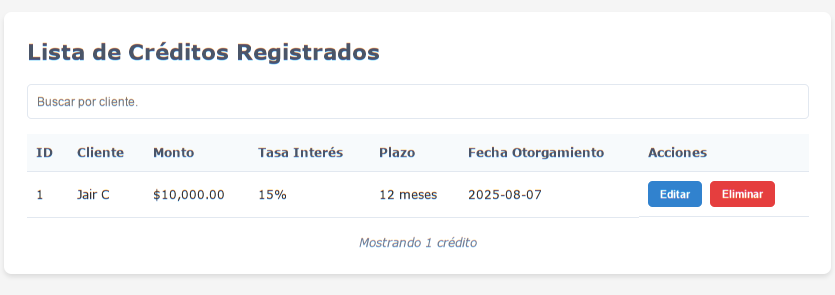 Lista de Créditos Registrados
Buscar por cliente.
ID Cliente Monto Tasa Interés Plazo Fecha Otorgamiento Acciones
1 Jair C $10,000.00 15% 12 meses 2025-08-07 Editar Eliminar
Mostrando 1 crédito